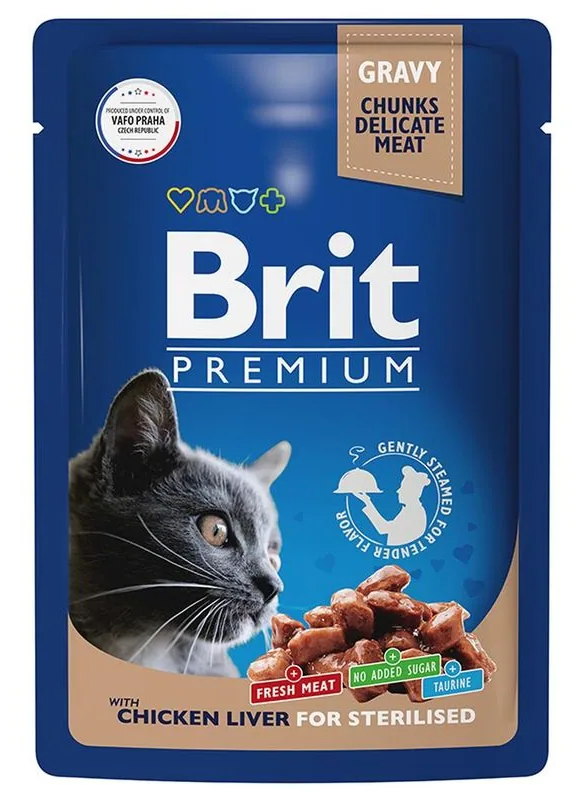 GRAVY
CHUNKS
DELICATE
MEAT
PRODUCED UNDER CONTROL OF
VAFO PRAHA
CZECH REPUBLIC
Brit
PREMIUM
GENTLY STEAMED FOR TENDER FLAVOR
FRESH MEAT
NO ADDED SUGAR
TAURINE
WITH
CHICKEN LIVER FOR STERILISED